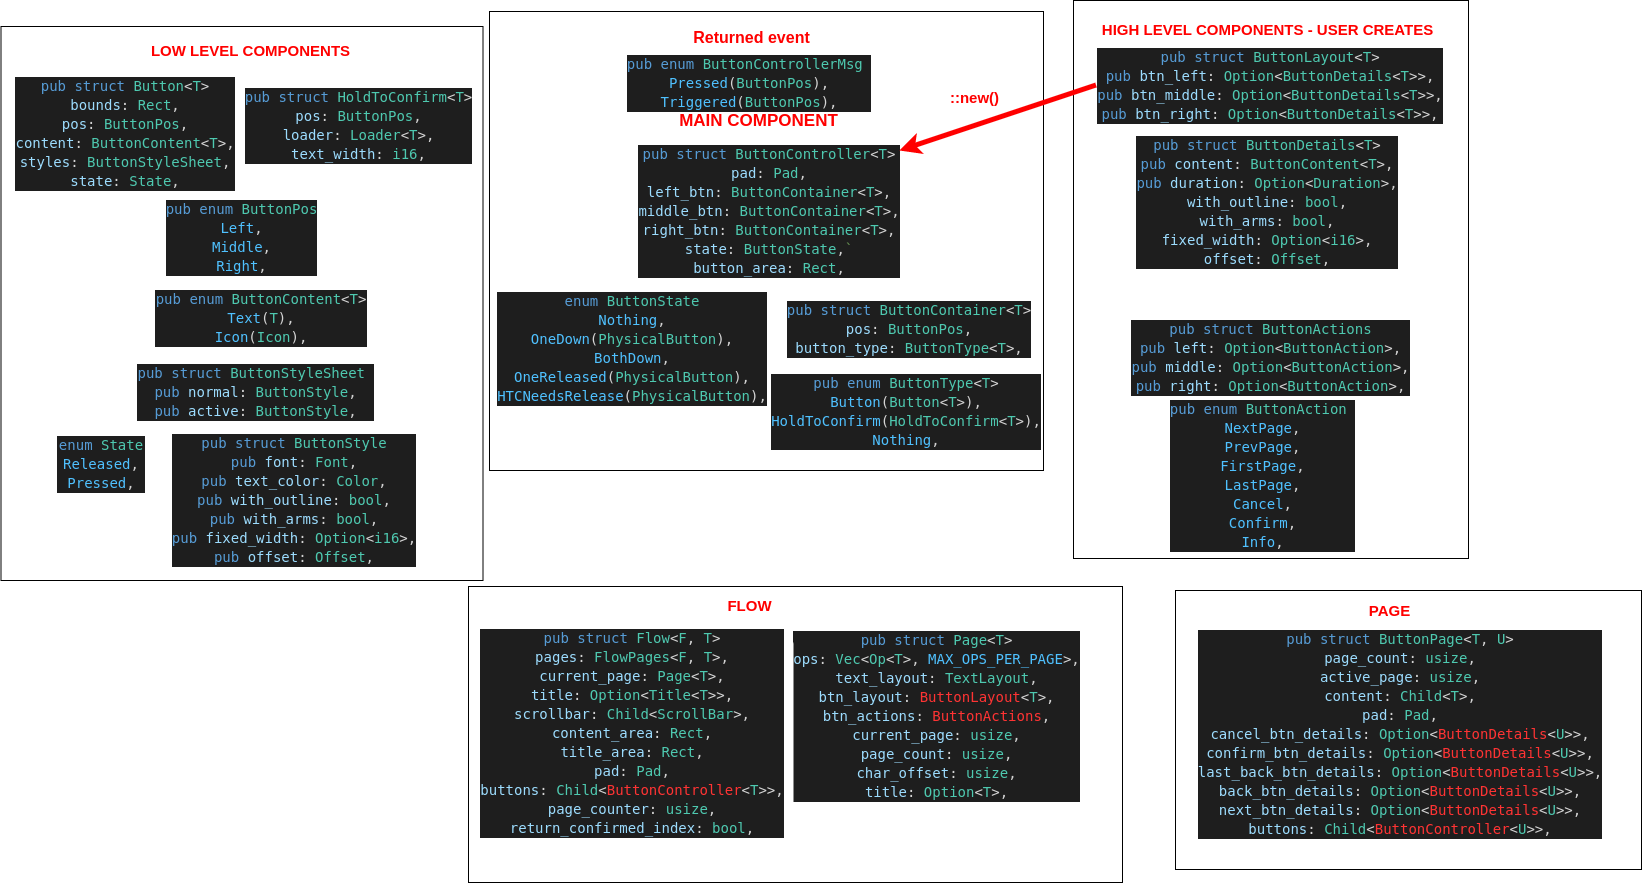 LOW LEVEL COMPONENTS
pub struct Button<T>
bounds: Rect,
pos: ButtonPos,
content: ButtonContent<T>,
styles: ButtonStyleSheet,
state: State,
pub struct HoldToConfirm<T>
pos: ButtonPos,
loader: Loader<T>,
text_width: i16,
pub enum ButtonPos
Left,
Middle,
Right,
pub enum ButtonContent<T>
Text(T),
Icon(Icon),
pub struct ButtonStyleSheet
pub normal: ButtonStyle,
pub active: ButtonStyle,
enum State
Released,
Pressed,
pub struct ButtonStyle
pub font: Font,
pub text_color: Color,
pub with_outline: bool,
pub with_arms: bool,
pub fixed_width: Option<i16>,
pub offset: Offset,
Returned event
pub enum ButtonControllerMsg
Pressed(ButtonPos),
Triggered(ButtonPos),
MAIN COMPONENT
pub struct ButtonController<T>
pad: Pad,
left_btn: ButtonContainer<T>,
middle_btn: ButtonContainer<T>,
right_btn: ButtonContainer<T>,
state: ButtonState,`
button_area: Rect,
enum ButtonState
Nothing,
OneDown(PhysicalButton),
BothDown,
OneReleased(PhysicalButton),
HTCNeedsRelease(PhysicalButton),
pub struct ButtonContainer<T>
pos: ButtonPos,
button_type: ButtonType<T>,
pub enum ButtonType<T>
Button(Button<T>),
HoldToConfirm(HoldToConfirm<T>),
Nothing,
::new()
HIGH LEVEL COMPONENTS - USER CREATES
pub struct ButtonLayout<T>
pub btn_left: Option<ButtonDetails<T>>,
pub btn_middle: Option<ButtonDetails<T>>,
pub btn_right: Option<ButtonDetails<T>>,
pub struct ButtonDetails<T>
pub content: ButtonContent<T>,
pub duration: Option<Duration>,
with_outline: bool,
with_arms: bool,
fixed_width: Option<i16>,
offset: Offset,
pub struct ButtonActions
pub left: Option<ButtonAction>,
pub middle: Option<ButtonAction>,
pub right: Option<ButtonAction>,
pub enum ButtonAction
NextPage,
PrevPage,
FirstPage,
LastPage,
Cancel,
Confirm,
Info,
FLOW
pub struct Flow<F, T>
pages: FlowPages<F, T>,
current_page: Page<T>,
title: Option<Title<T>>,
scrollbar: Child<ScrollBar>,
content_area: Rect,
title_area: Rect,
pad: Pad,
buttons: Child<ButtonController<T>>,
page_counter: usize,
return_confirmed_index: bool,
pub struct Page<T>
ops: Vec<Op<T>, MAX_OPS_PER_PAGE>,
text_layout: TextLayout,
btn_layout: ButtonLayout<T>,
btn_actions: ButtonActions,
current_page: usize,
page_count: usize,
char_offset: usize,
title: Option<T>,
PAGE
pub struct ButtonPage<T, U>
page_count: usize,
active_page: usize,
content: Child<T>,
pad: Pad,
cancel_btn_details: Option<ButtonDetails<U>>,
confirm_btn_details: Option<ButtonDetails<U>>,
last_back_btn_details: Option<ButtonDetails<U>>,
back_btn_details: Option<ButtonDetails<U>>,
next_btn_details: Option<ButtonDetails<U>>,
buttons: Child<ButtonController<U>>,